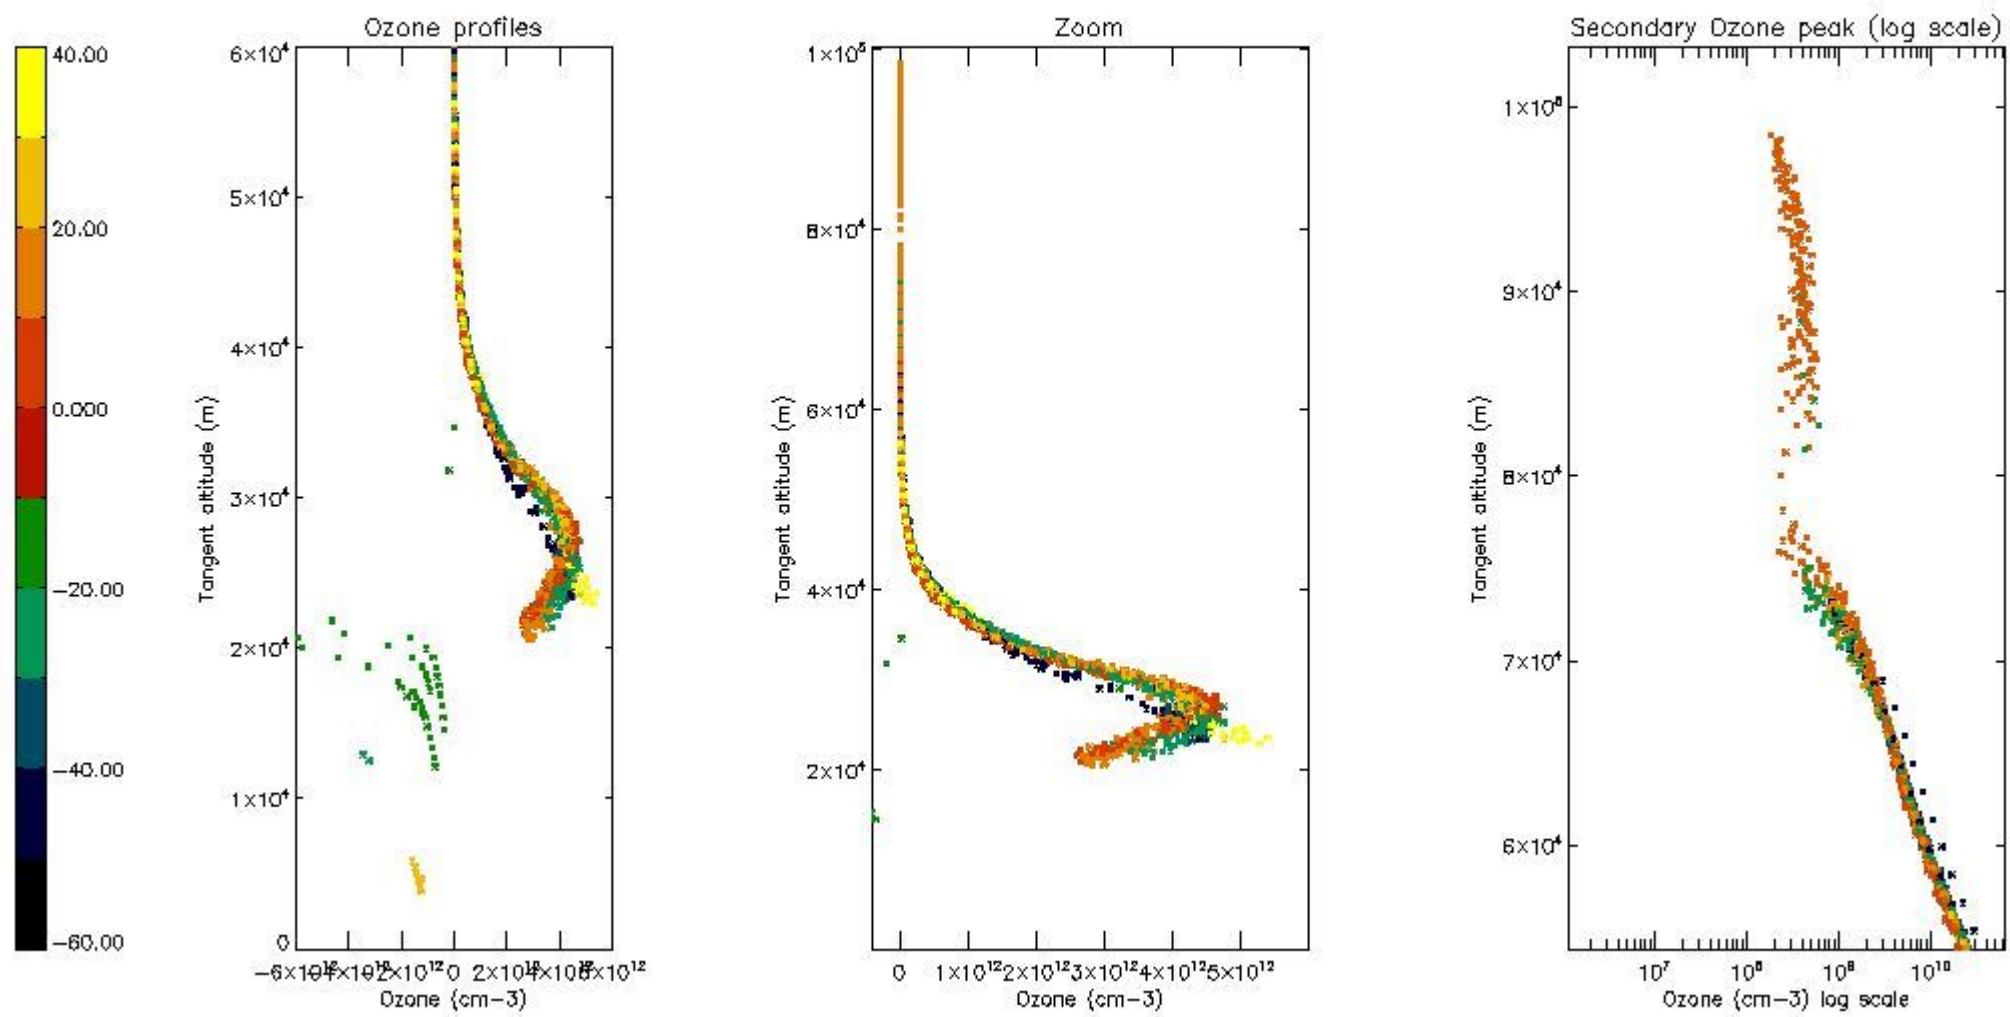 Ozone profiles
Zoom
Secondary Ozone peak (log scale)
40.00
20.00
0.000
−20.00
−40.00
−60.00
6×10⁴
5×10⁴
4×10⁴
3×10⁴
2×10⁴
1×10⁴
0
Tangent altitude (m)
0 2×10¹²
Ozone (cm−3)
1×10⁵
8×10⁴
6×10⁴
4×10⁴
2×10⁴
Tangent altitude (m)
0 1×10¹² 2×10¹² 3×10¹² 4×10¹² 5×10¹²
Ozone (cm−3)
9×10⁴
8×10⁴
7×10⁴
6×10⁴
Tangent altitude (m)
10⁷ 10⁸ 10⁹ 10¹⁰
Ozone (cm−3) log scale